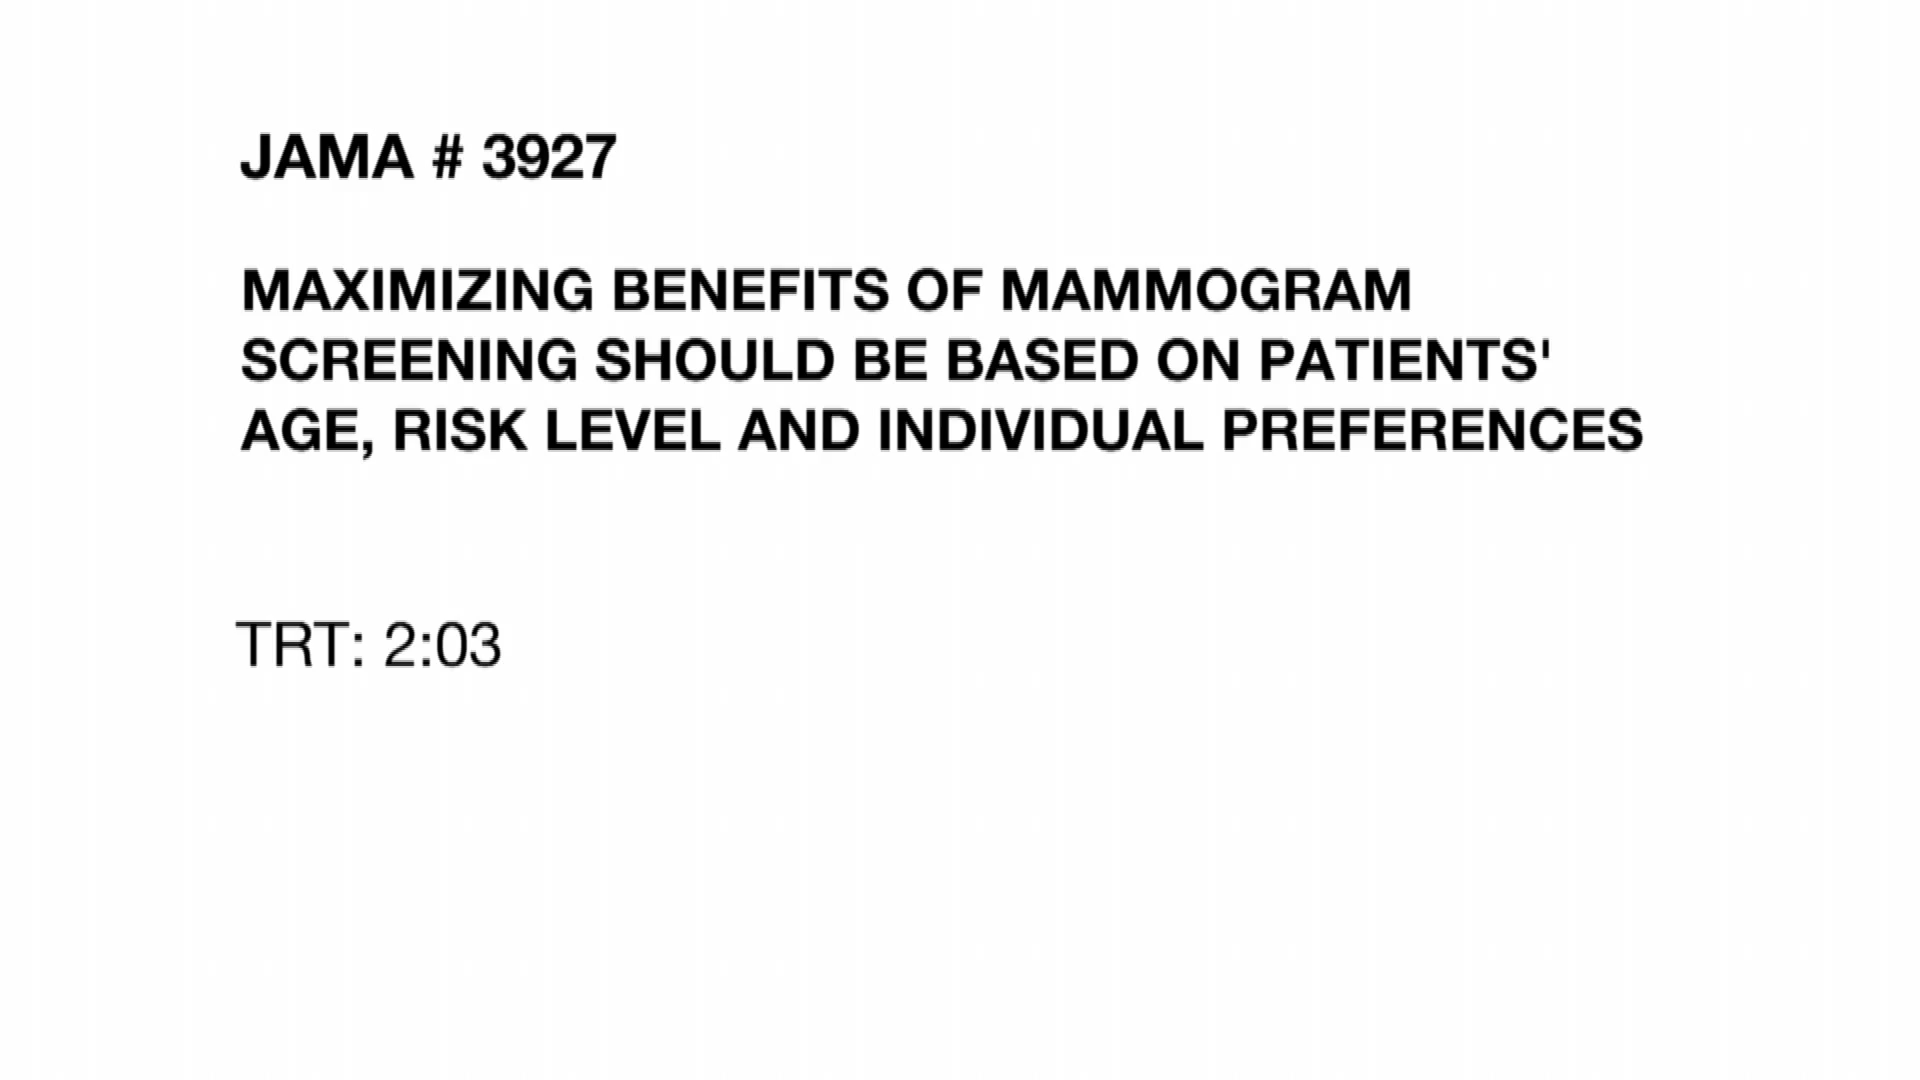 JAMA # 3927
MAXIMIZING BENEFITS OF MAMMOGRAM
SCREENING SHOULD BE BASED ON PATIENTS'
AGE, RISK LEVEL AND INDIVIDUAL PREFERENCES
TRT: 2:03